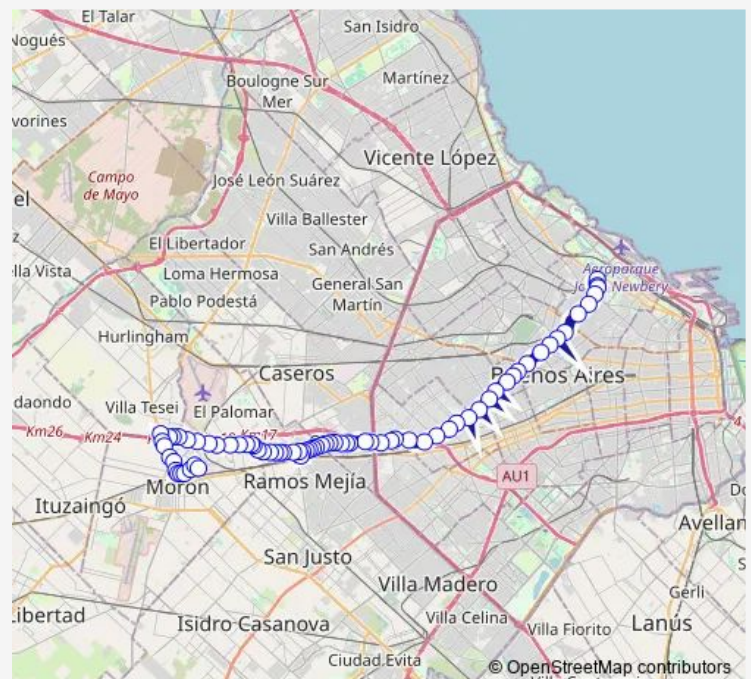 El Talar
San Isidro
Nogués
Boulogne Sur
Mer
Martínez
vorines
Vicente López
Campo
de Mayo
José León Suárez
el
Villa Ballester
El Libertador
San Andrés
ella Vista
Loma Hermosa
General San
Martín
Pablo Podestá
Aeroparque
Newbery
Hurlingham
Caseros
Aires
daondo
Villa Tesei
El Palomar
Km26
Km24
Km17
Morón
Ramos Mejía
AU1
Ituzaingó
Avellan
San Justo
Villa Madero
Gerli
Libertad
Isidro Casanova
Villa Celina
Villa Fiorito
Lanús
Ciudad Evita
© OpenStreetMap contributors